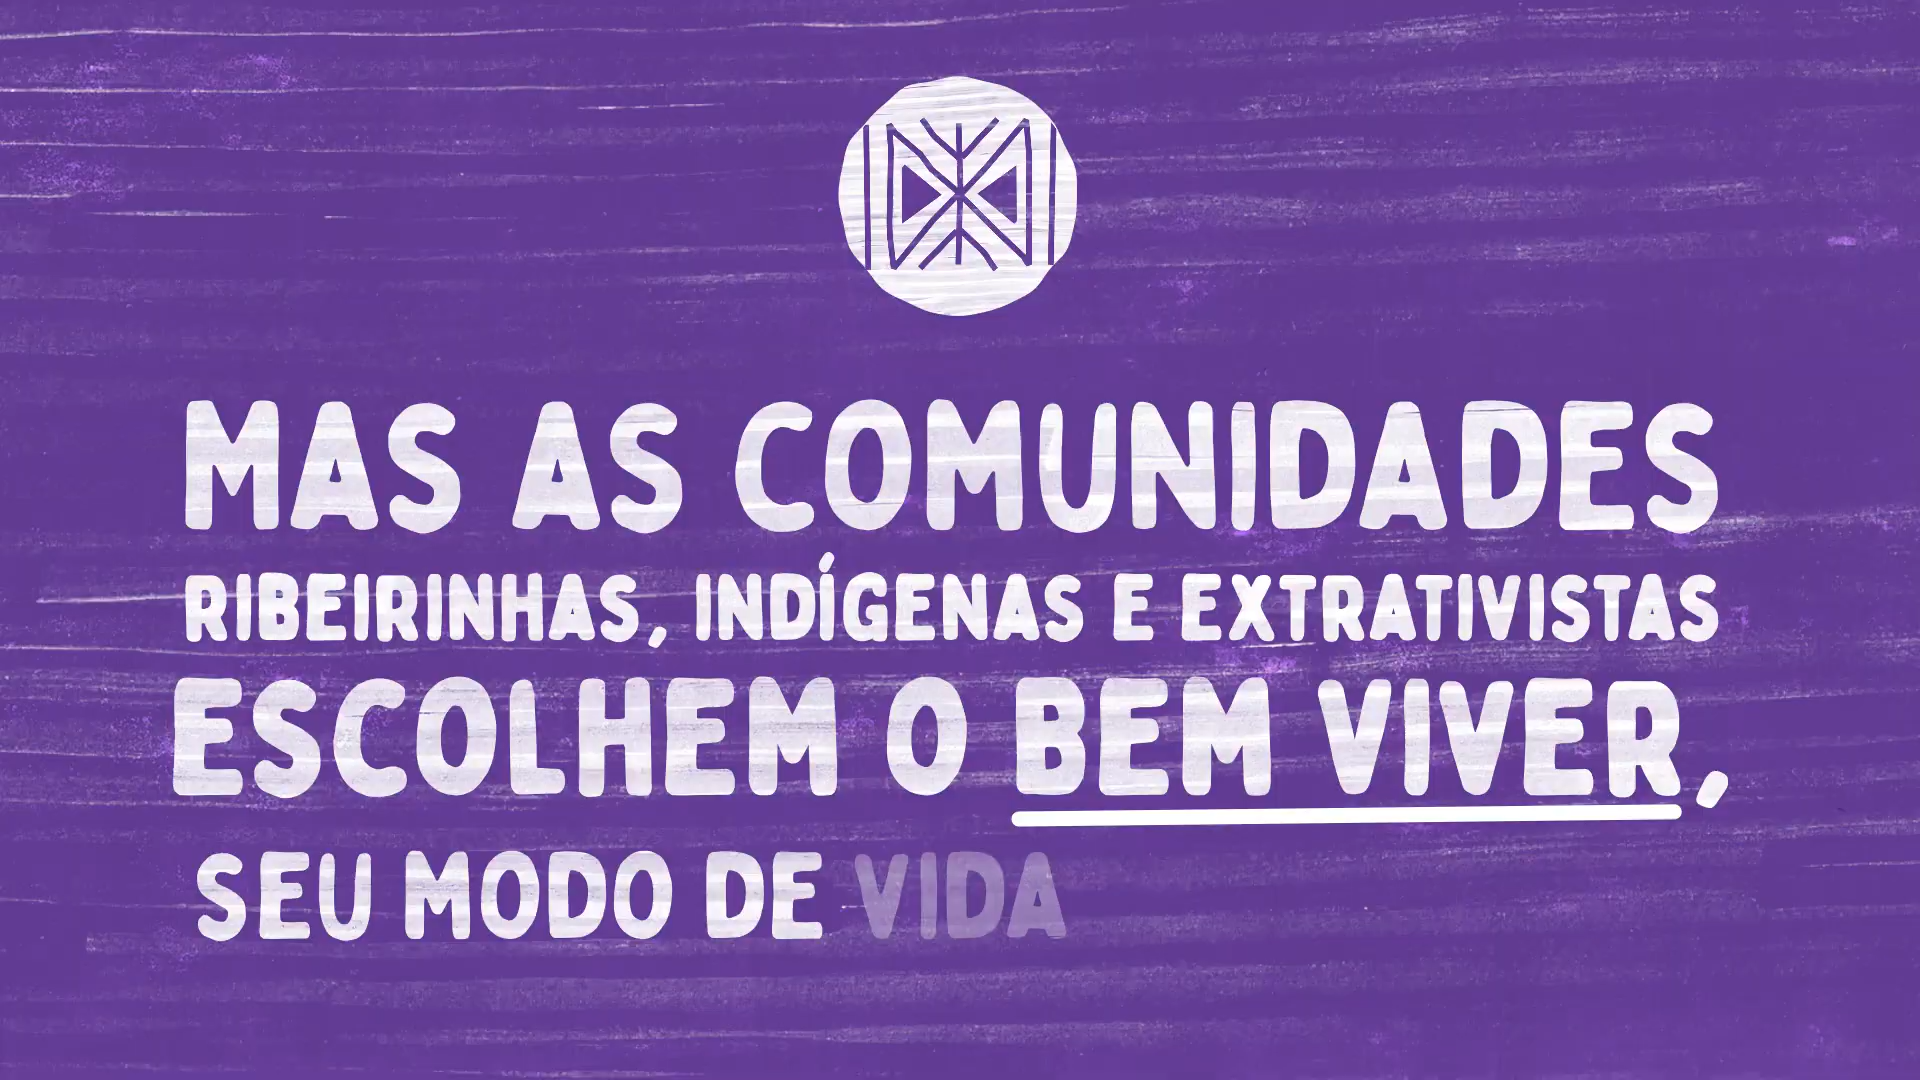 MAS AS COMUNIDADES
RIBEIRINHAS, INDÍGENAS E EXTRATIVISTAS
ESCOLHEM O BEM VIVER,
SEU MODO DE VIDA